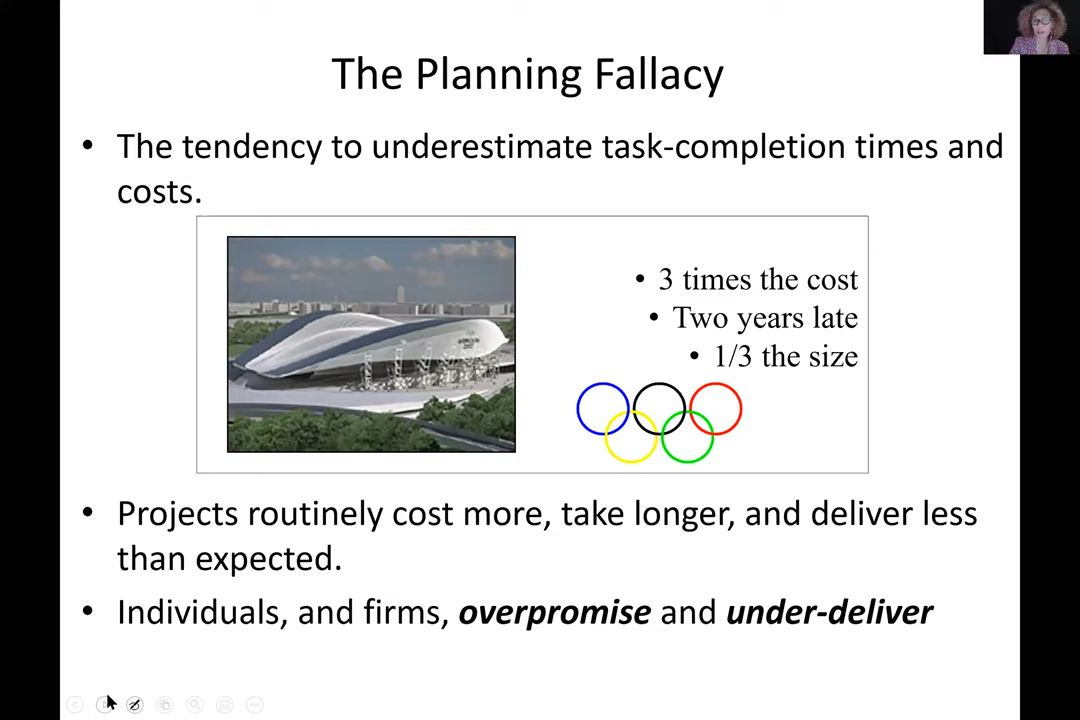 The Planning Fallacy
• The tendency to underestimate task-completion times and
costs.
• 3 times the cost
• Two years late
• 1/3 the size
• Projects routinely cost more, take longer, and deliver less
than expected.
• Individuals, and firms, overpromise and under-deliver